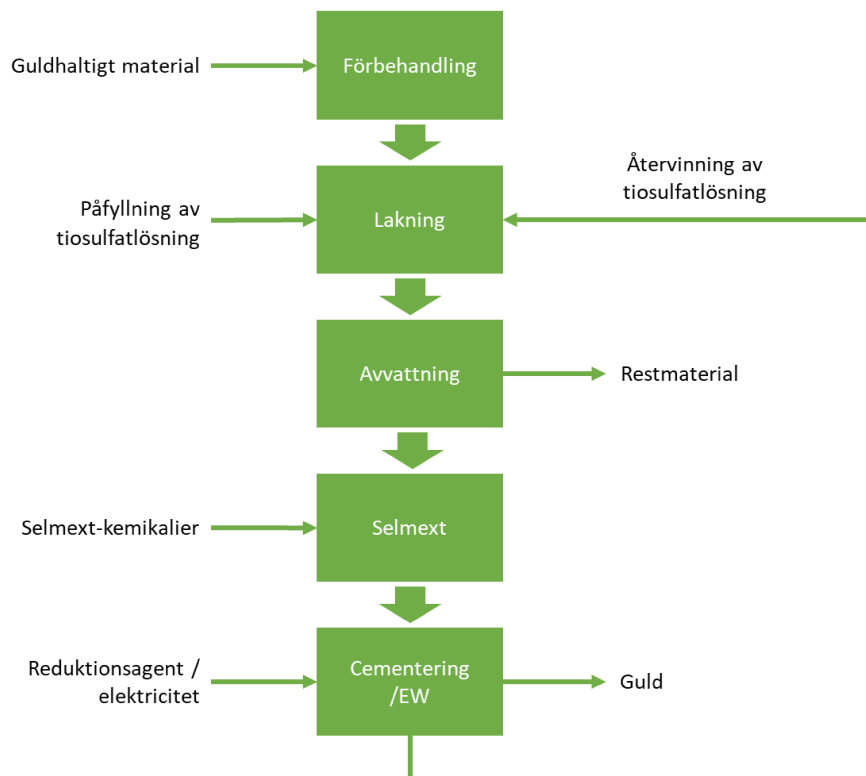 Guldhaltigt material
Förbehandling
Återvinning av
tiosulfatlösning
Påfyllning av
tiosulfatlösning
Lakning
Avvattning
Restmaterial
Selmext-kemikalier
Selmext
Reduktionsagent /
elektricitet
Cementering
/EW
Guld